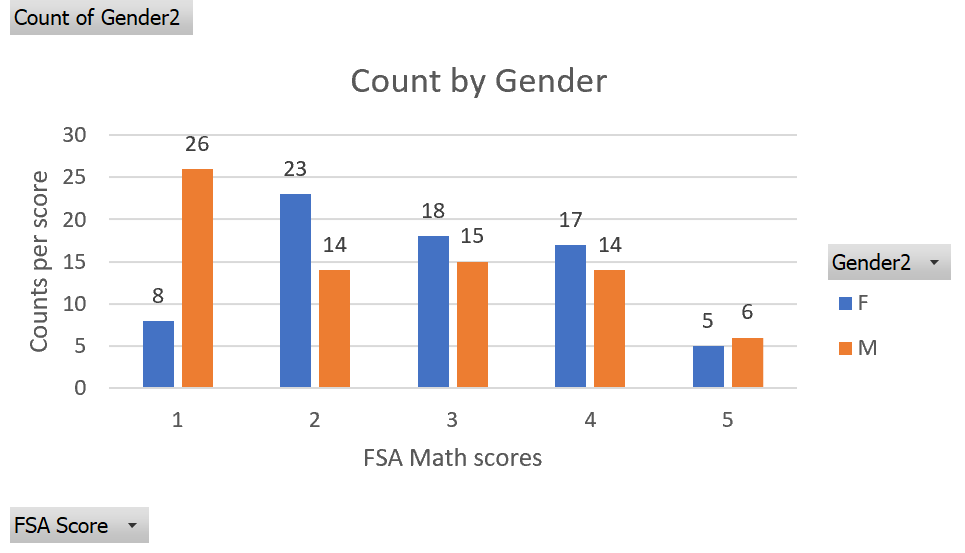 Count of Gender2
Count by Gender
Counts per score
30
25
20
15
10
5
0
8
26
23
14
18
15
17
14
5
6
1 2 3 4 5
FSA Math scores
Gender2
F
M
FSA Score